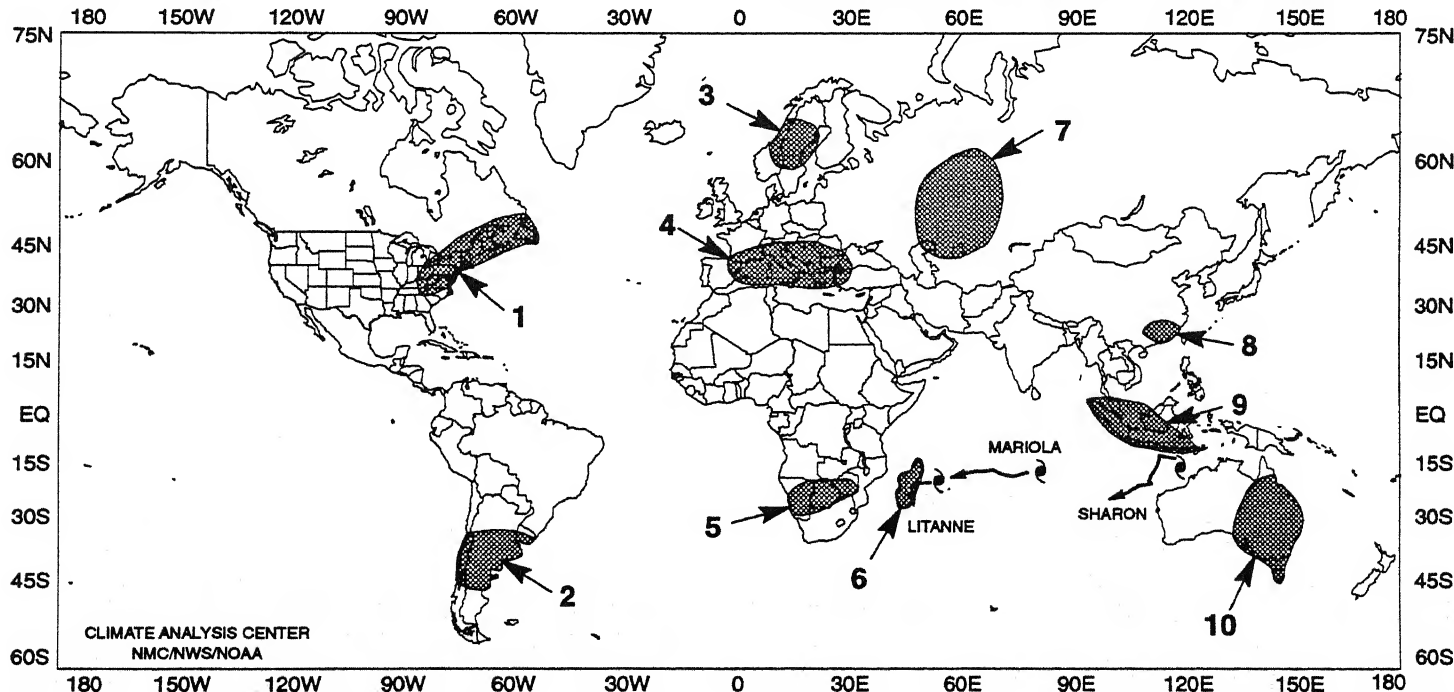 180 150W 120W 90W 60W 30W 0 30E 60E 90E 120E 150E 180
75N 75N
3
7
60N 60N
4
45N 45N
1
30N 30N
8
15N 15N
9
EQ EQ
MARIOLA
15S 15S
5
SHARON
30S LITANNE 30S
6
2
45S 45S
10
CLIMATE ANALYSIS CENTER
NMC/NWS/NOAA
60S 60S
180 150W 120W 90W 60W 30W 0 30E 60E 90E 120E 150E 180